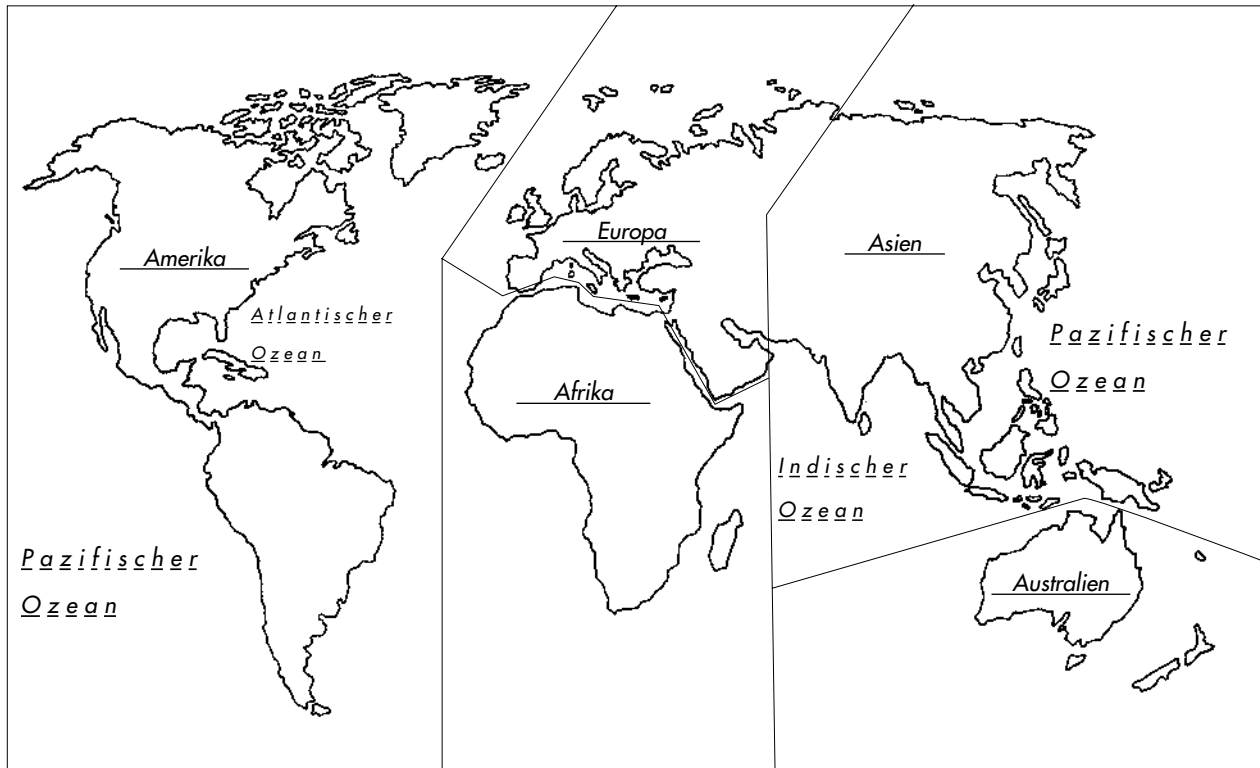 Europa
Asien
Amerika
Atlantischer
Ozean
Pazifischer
Ozean
Afrika
Indischer
Ozean
Pazifischer
Ozean
Australien